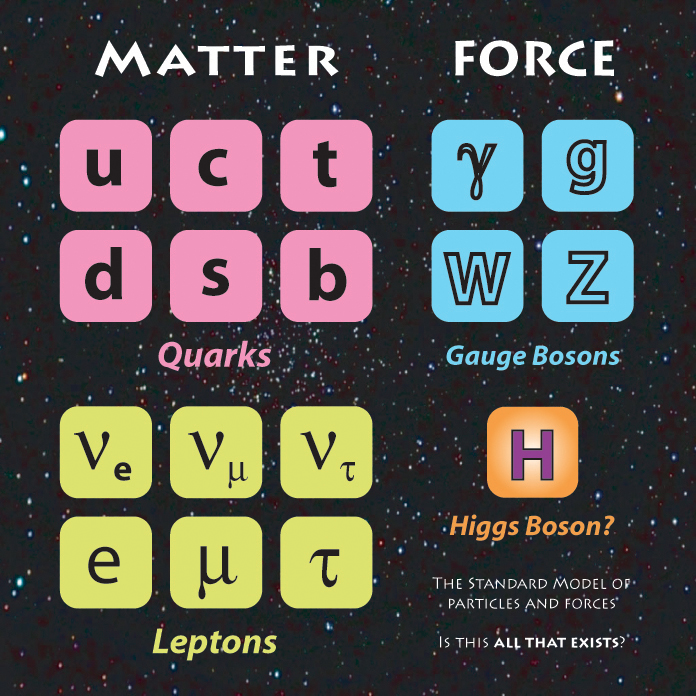 MATTER
u c t
d s b
Quarks
νe νμ ντ
e μ τ
Leptons
FORCE
γ g
W Z
Gauge Bosons
H
Higgs Boson?
THE STANDARD MODEL OF
PARTICLES AND FORCES
IS THIS ALL THAT EXISTS?